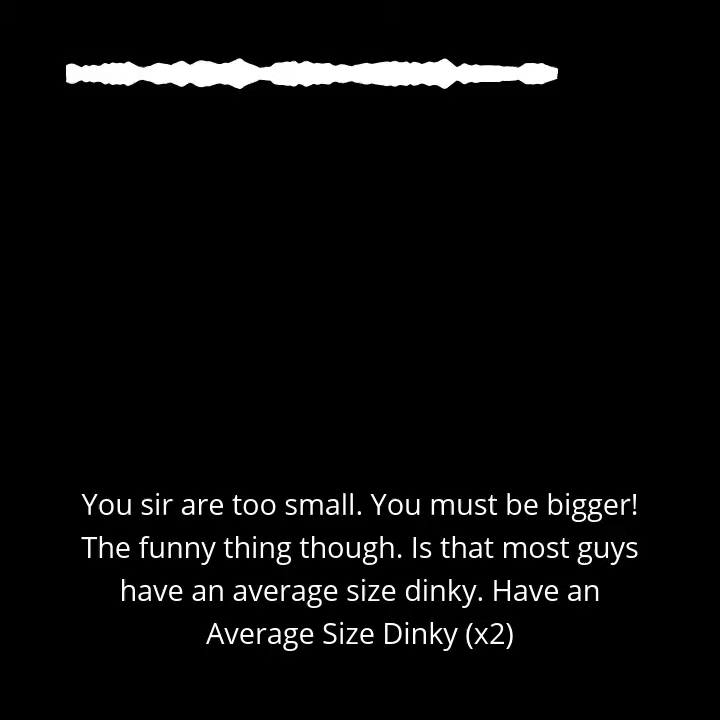 You sir are too small. You must be bigger!
The funny thing though. Is that most guys
have an average size dinky. Have an
Average Size Dinky (x2)